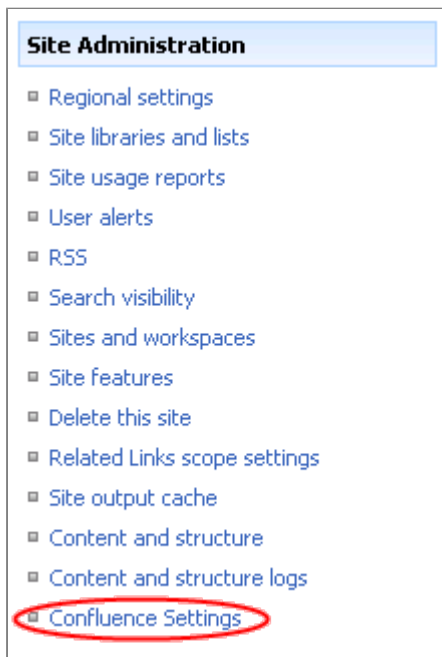 Site Administration
Regional settings
Site libraries and lists
Site usage reports
User alerts
RSS
Search visibility
Sites and workspaces
Site features
Delete this site
Related Links scope settings
Site output cache
Content and structure
Content and structure logs
Confluence Settings